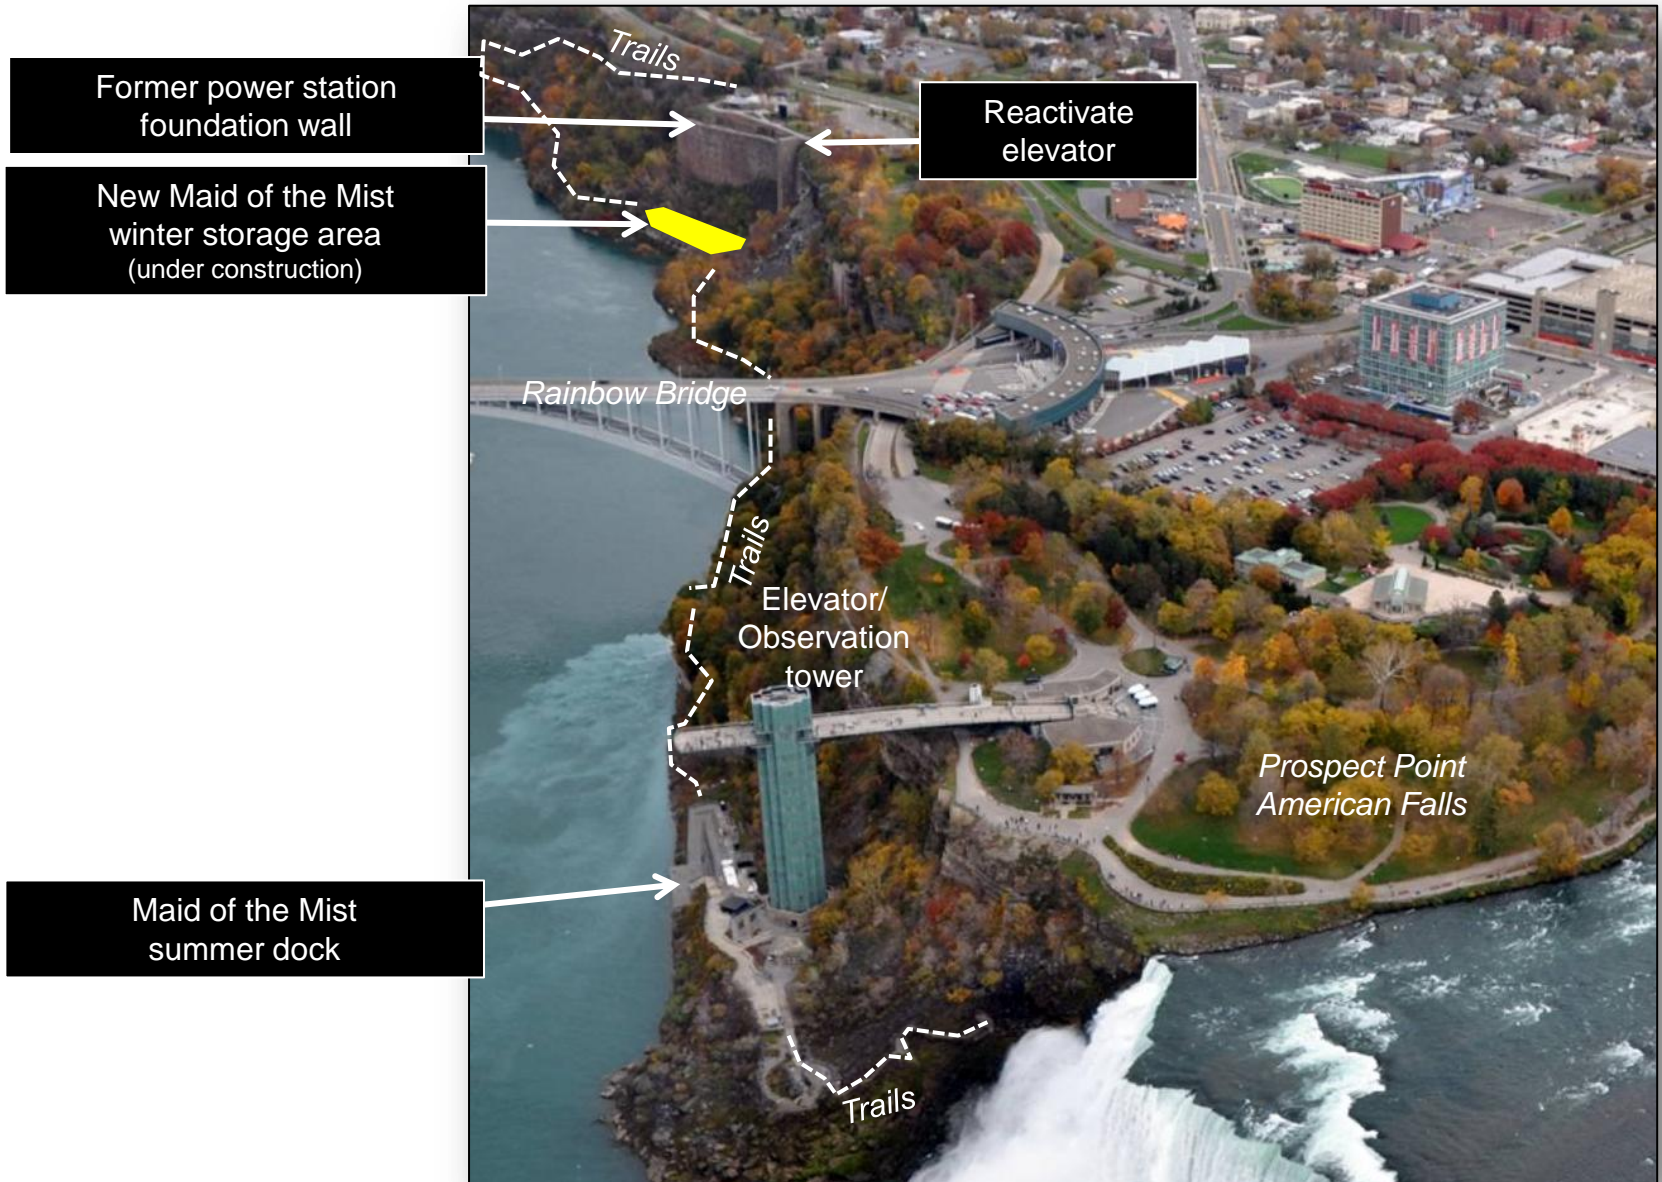 Trails
Former power station
foundation wall
Reactivate
elevator
New Maid of the Mist
winter storage area
(under construction)
Rainbow Bridge
Trails
Elevator/
Observation
tower
Prospect Point
American Falls
Maid of the Mist
summer dock
Trails